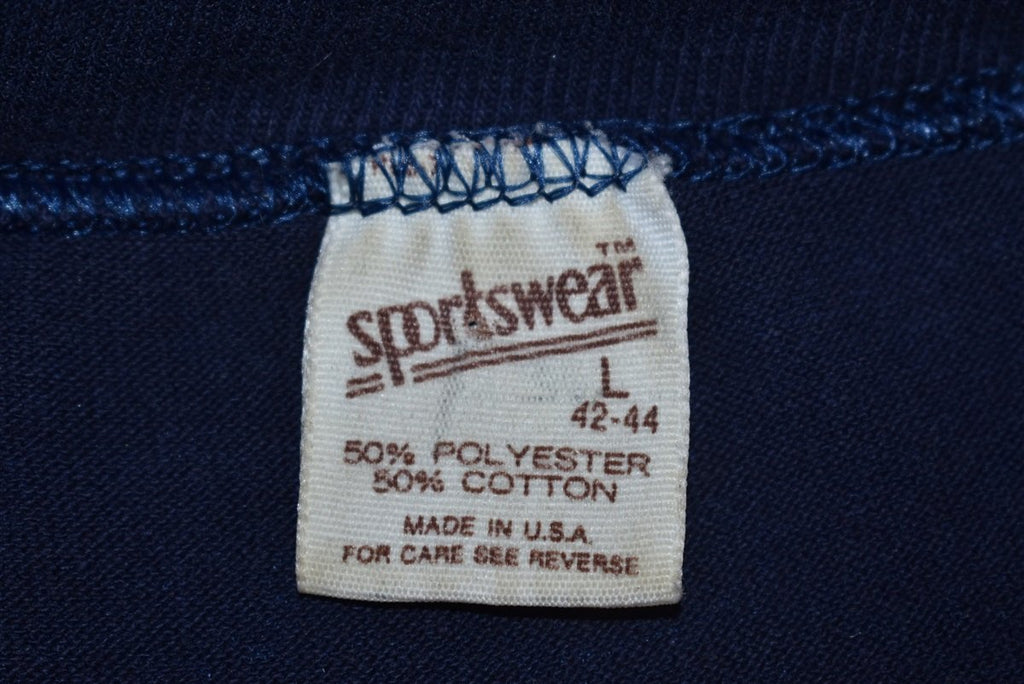 sportswear™
L
42-44
50% POLYESTER
50% COTTON
MADE IN U.S.A.
FOR CARE SEE REVERSE